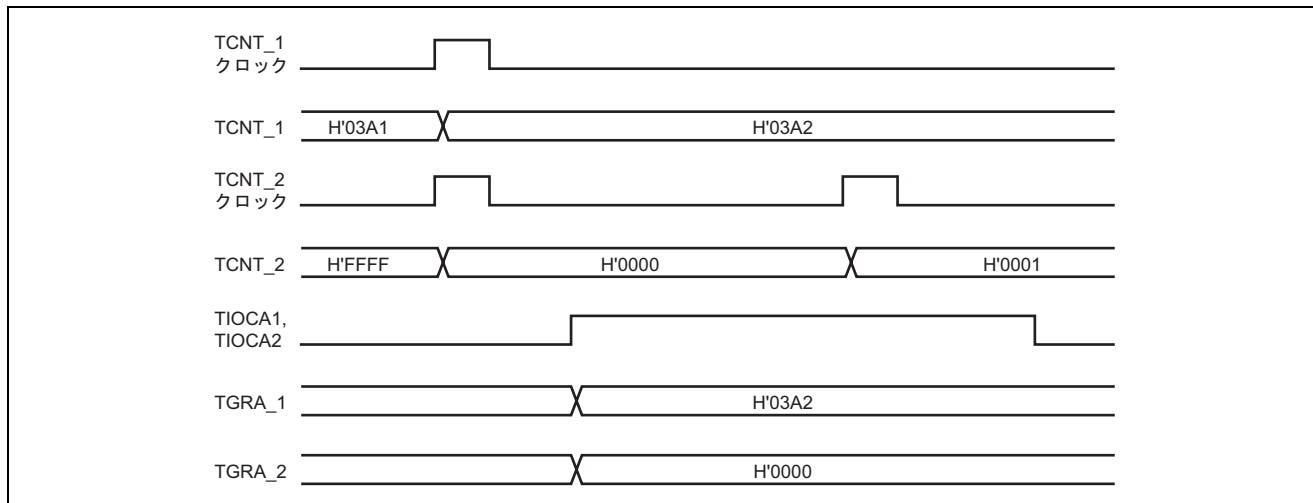 TCNT_1
クロック
TCNT_1 H'03A1 H'03A2
TCNT_2
クロック
TCNT_2 H'FFFF H'0000 H'0001
TIOCA1,
TIOCA2
TGRA_1 H'03A2
TGRA_2 H'0000